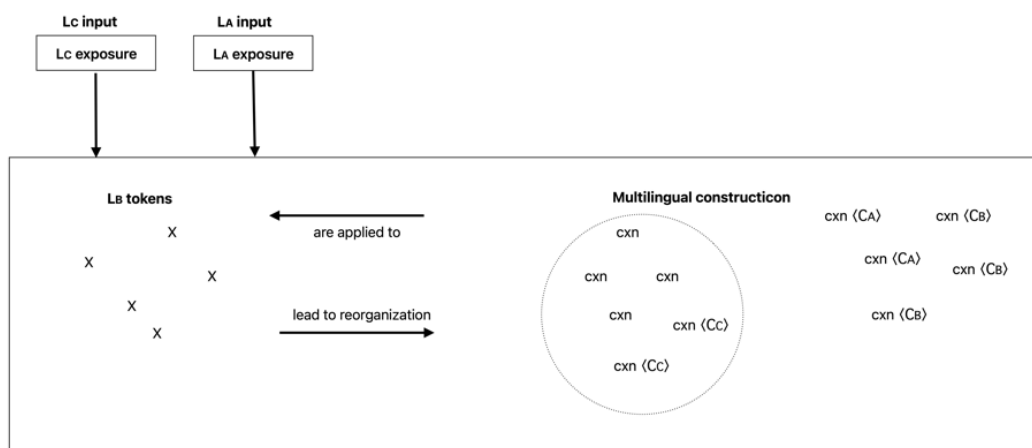 Lc input
LA input
Lc exposure
LA exposure
LB tokens
Multilingual constructicon
are applied to
lead to reorganization
X
X
X
X
X
cxn
cxn
cxn
cxn
cxn ⟨Cc⟩
cxn ⟨Cc⟩
cxn ⟨CA⟩
cxn ⟨CB⟩
cxn ⟨CA⟩
cxn ⟨CB⟩
cxn ⟨CB⟩